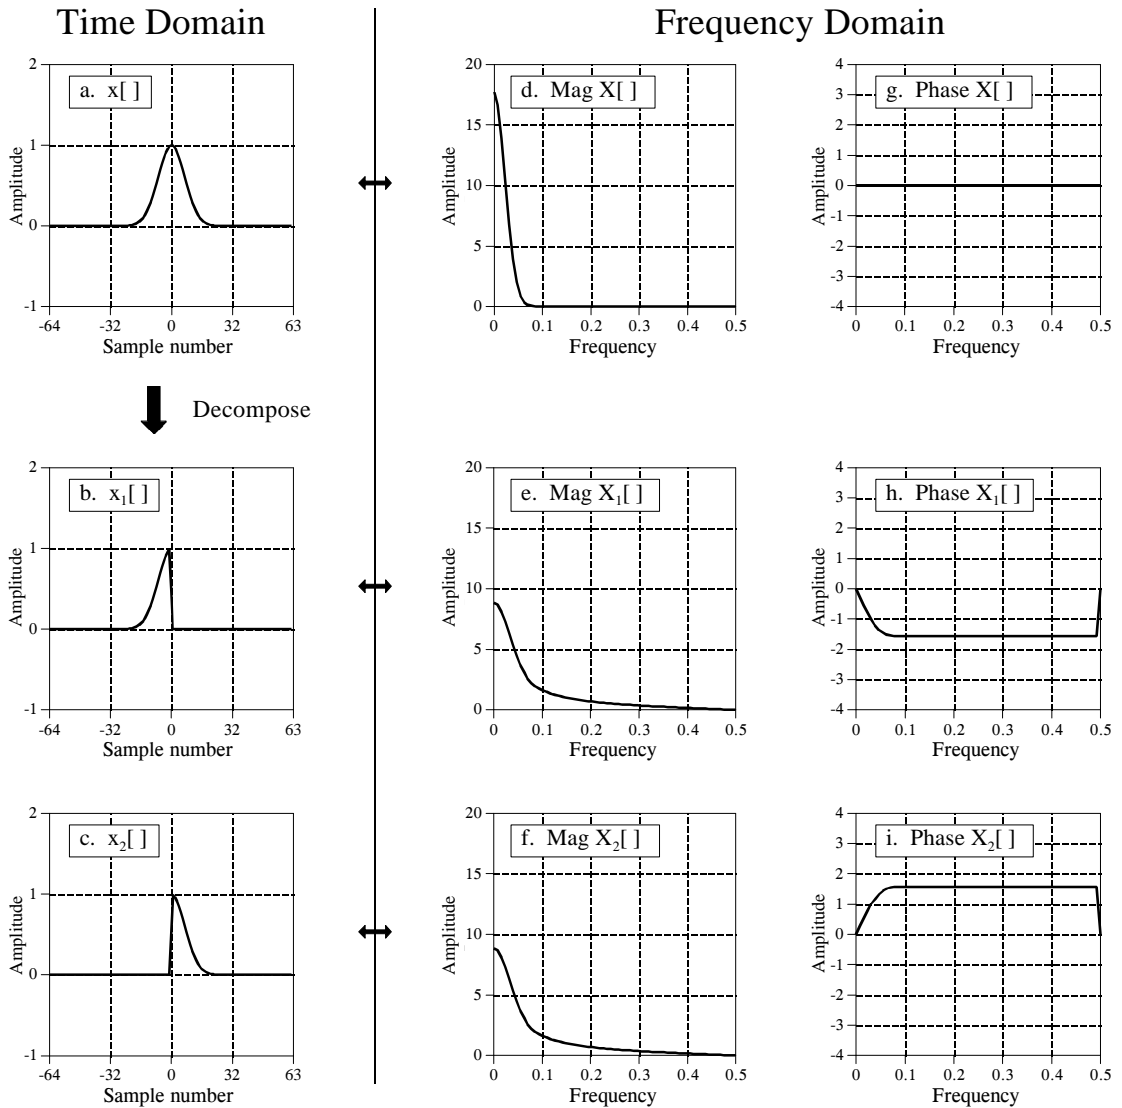 Time Domain
Frequency Domain
a. x[ ]
2
1
0
-1
Amplitude
-64 -32 0 32 63
Sample number
d. Mag X[ ]
20
15
10
5
0
Amplitude
0 0.1 0.2 0.3 0.4 0.5
Frequency
g. Phase X[ ]
4
3
2
1
0
-1
-2
-3
-4
Amplitude
0 0.1 0.2 0.3 0.4 0.5
Frequency
Decompose
b. x₁[ ]
2
1
0
-1
Amplitude
-64 -32 0 32 63
Sample number
e. Mag X₁[ ]
20
15
10
5
0
Amplitude
0 0.1 0.2 0.3 0.4 0.5
Frequency
h. Phase X₁[ ]
4
3
2
1
0
-1
-2
-3
-4
Amplitude
0 0.1 0.2 0.3 0.4 0.5
Frequency
c. x₂[ ]
2
1
0
-1
Amplitude
-64 -32 0 32 63
Sample number
f. Mag X₂[ ]
20
15
10
5
0
Amplitude
0 0.1 0.2 0.3 0.4 0.5
Frequency
i. Phase X₂[ ]
4
3
2
1
0
-1
-2
-3
-4
Amplitude
0 0.1 0.2 0.3 0.4 0.5
Frequency